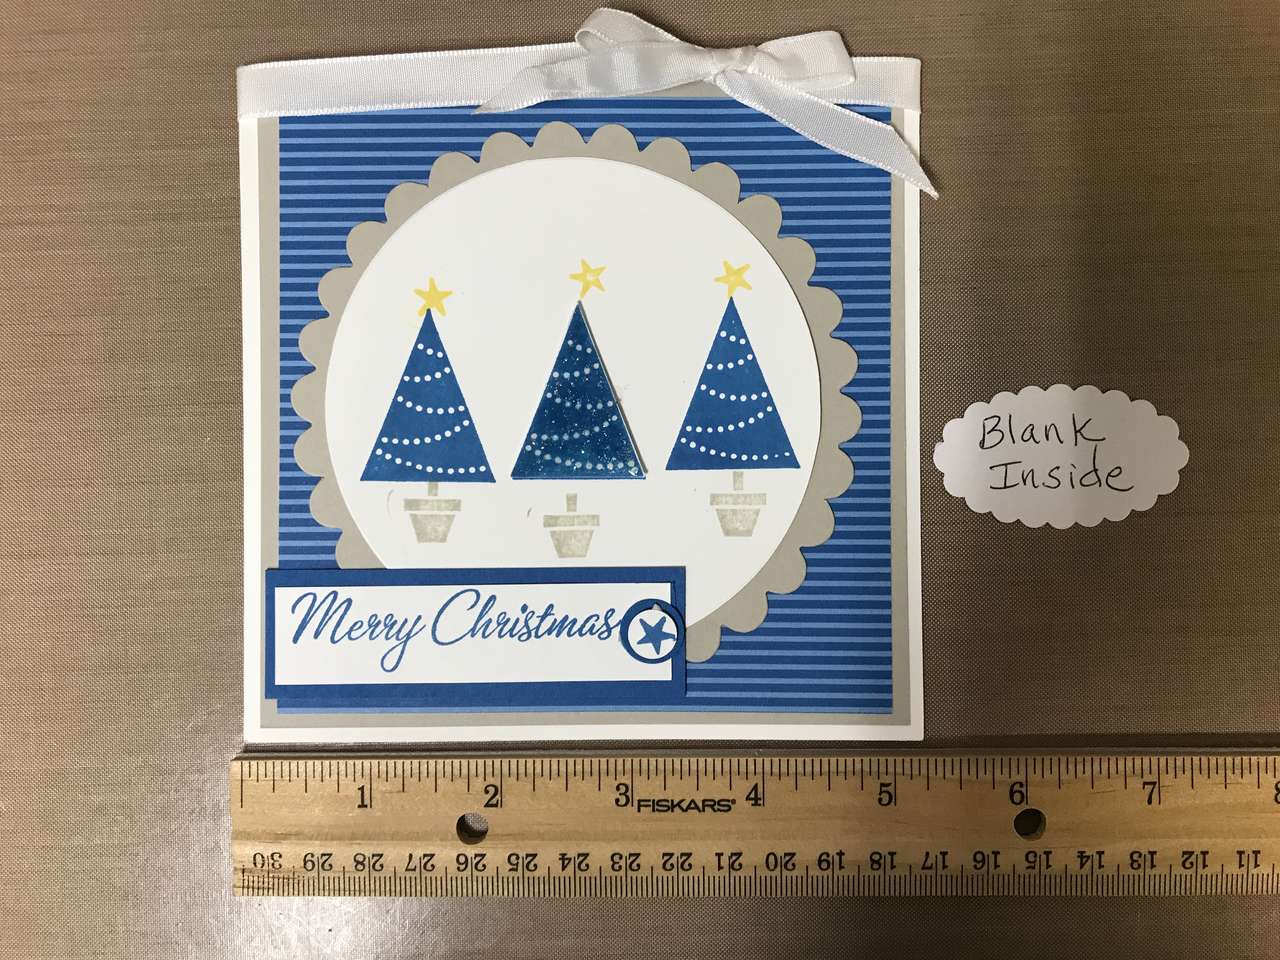 Blank
Inside
Merry Christmas
1 2 3 FISKARS® 4 5 6 7 8
30 29 28 27 26 25 24 23 22 21 20 19 18 17 16 15 14 13 12 11